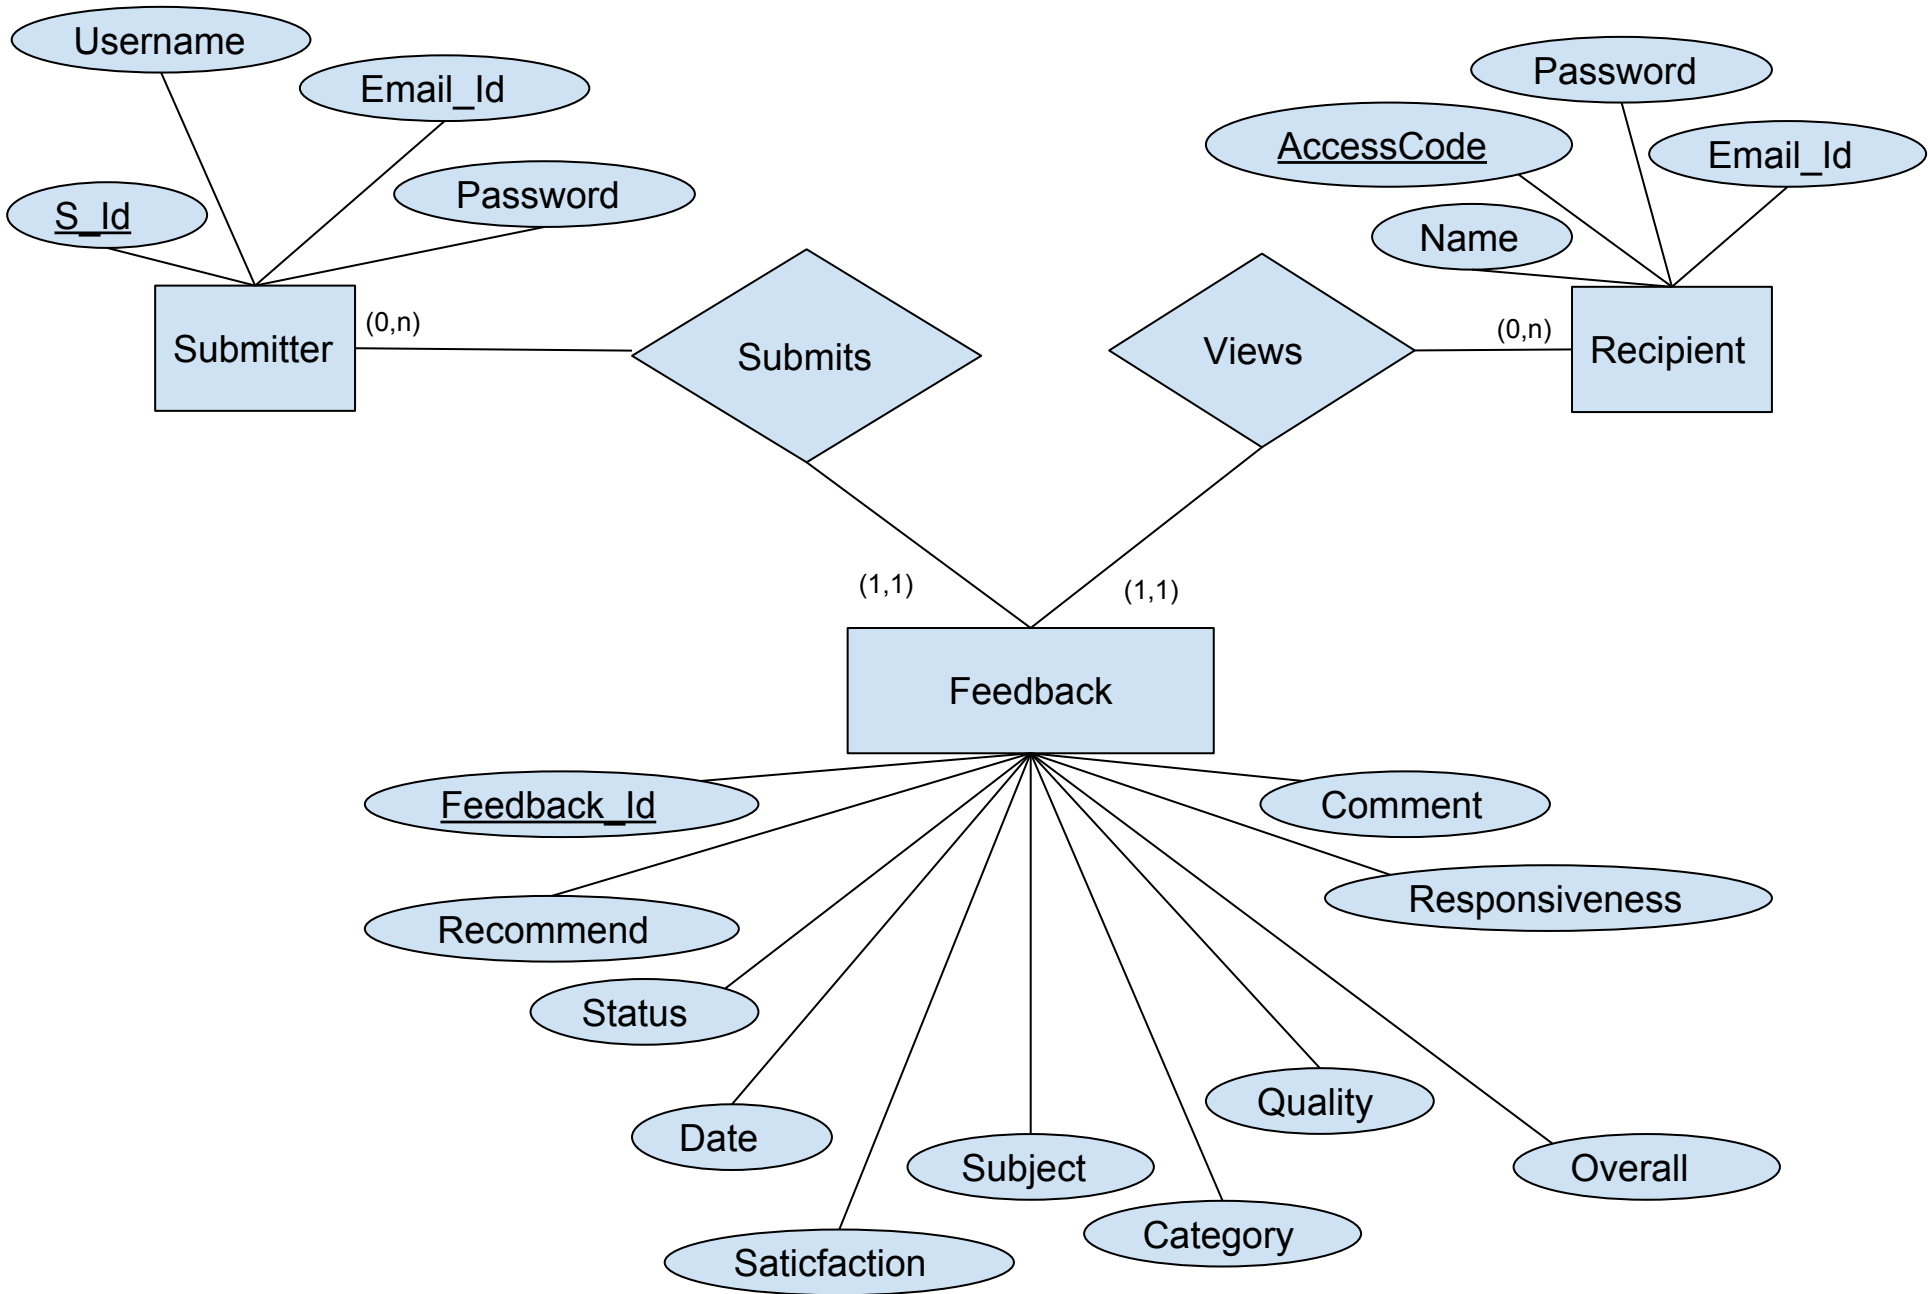 Username
Email_Id
Password
S_Id
Submitter
(0,n)
Submits
Password
AccessCode
Email_Id
Name
Views
(0,n)
Recipient
(1,1)
(1,1)
Feedback
Feedback_Id
Comment
Recommend
Responsiveness
Status
Date
Quality
Subject
Overall
Category
Saticfaction